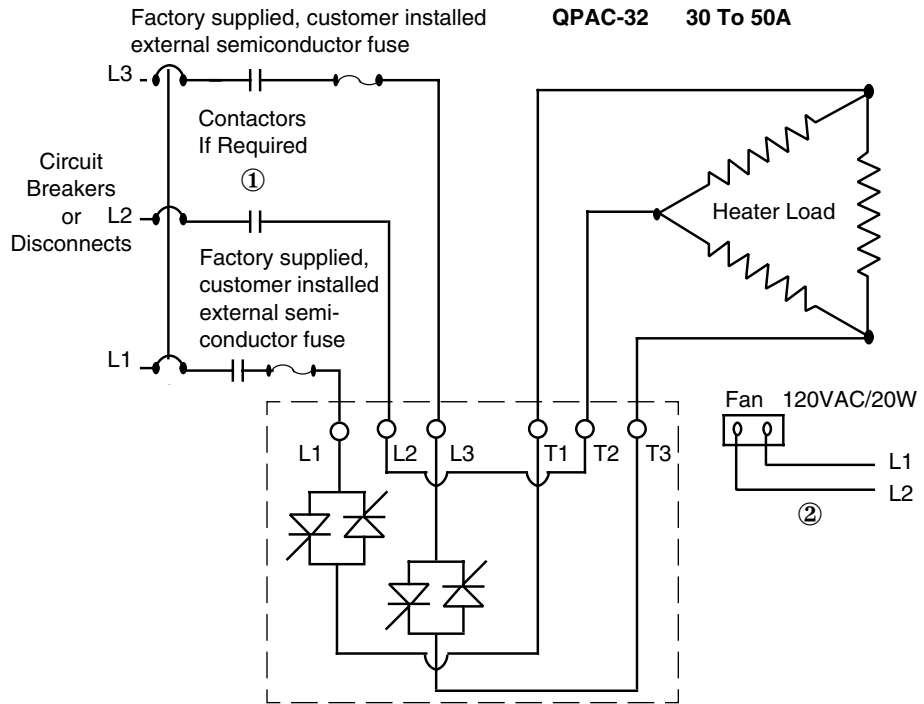 Factory supplied, customer installed
external semiconductor fuse
QPAC-32 30 To 50A
L3
Contactors
If Required
①
Circuit
Breakers
or
Disconnects
L2
Factory supplied,
customer installed
external semi-
conductor fuse
L1
Heater Load
Fan 120VAC/20W
L1
L2
②
L1 L2 L3 T1 T2 T3